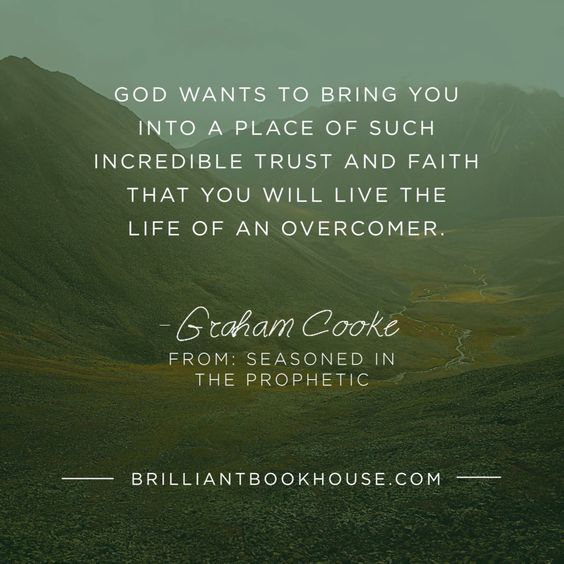 GOD WANTS TO BRING YOU
INTO A PLACE OF SUCH
INCREDIBLE TRUST AND FAITH
THAT YOU WILL LIVE THE
LIFE OF AN OVERCOMER.
- Graham Cooke
FROM: SEASONED IN
THE PROPHETIC
BRILLIANTBOOKHOUSE.COM